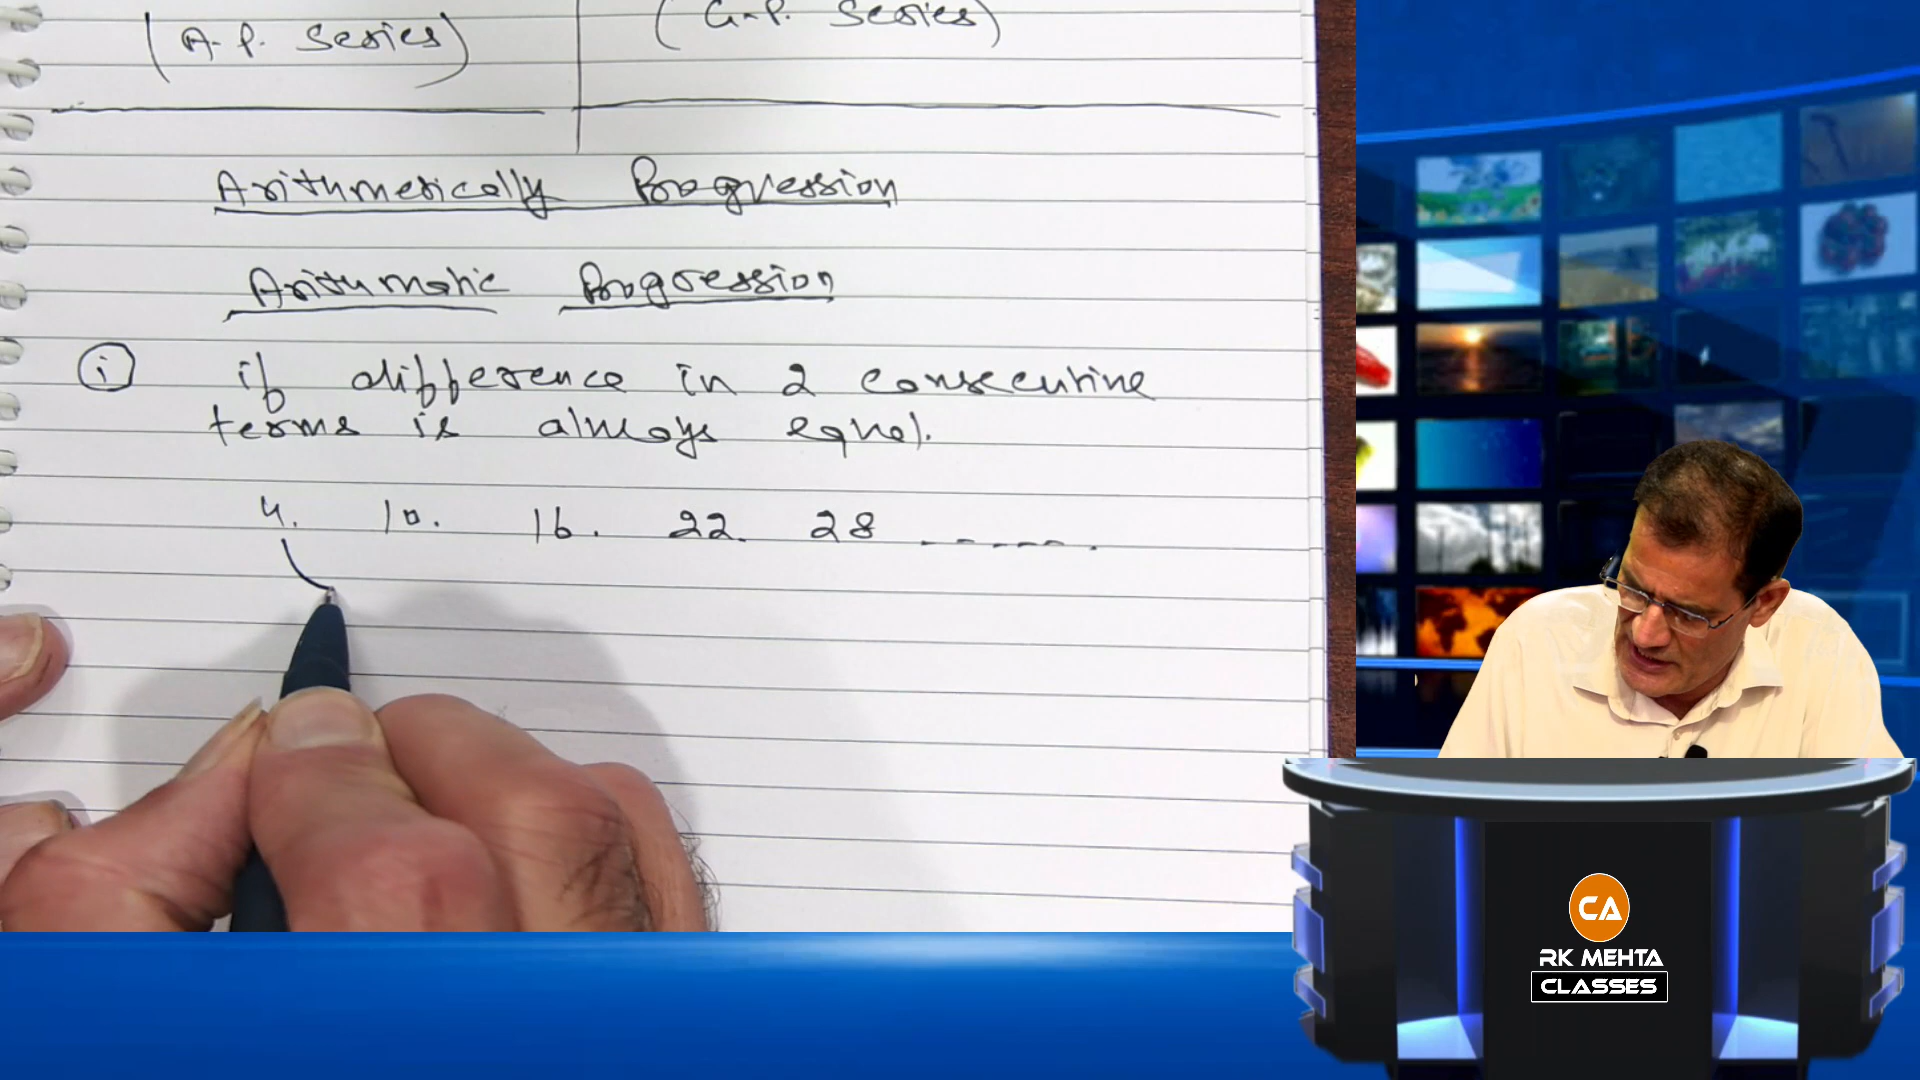 (A.P. Series)
(G.P. Series)
Arithmetically Progression
Arithmatic Progression
i if difference in 2 consecutive
terms is always equal.
4. 10. 16. 22. 28 ------.
CA
RK MEHTA
CLASSES